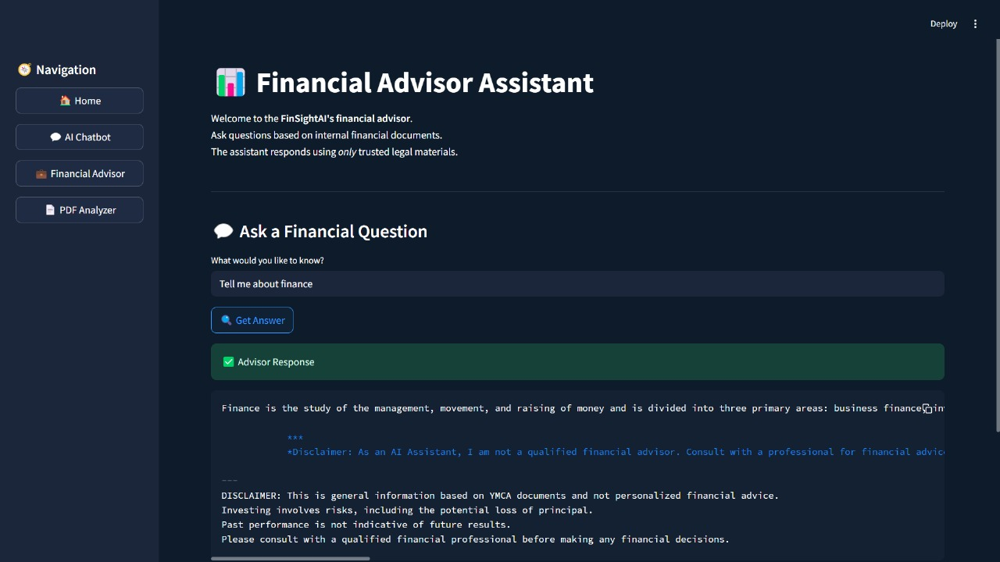 Deploy
Navigation
Home
AI Chatbot
Financial Advisor
PDF Analyzer
Financial Advisor Assistant
Welcome to the FinSightAI's financial advisor.
Ask questions based on internal financial documents.
The assistant responds using only trusted legal materials.
Ask a Financial Question
What would you like to know?
Tell me about finance
Get Answer
Advisor Response
Finance is the study of the management, movement, and raising of money and is divided into three primary areas: business finance,
***
*Disclaimer: As an AI Assistant, I am not a qualified financial advisor. Consult with a professional for financial advice
---
DISCLAIMER: This is general information based on YMCA documents and not personalized financial advice.
Investing involves risks, including the potential loss of principal.
Past performance is not indicative of future results.
Please consult with a qualified financial professional before making any financial decisions.